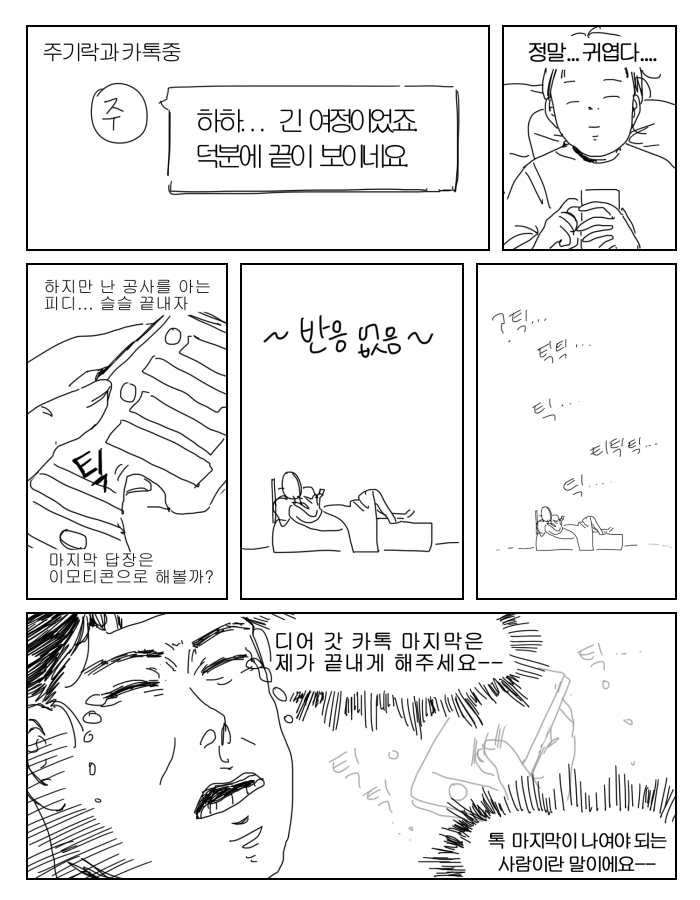 주기락과 카톡중
주
하하... 긴 여정이었죠.
덕분에 끝이 보이네요.
정말... 귀엽다....
하지만 난 공사를 아는
피디... 슬슬 끝내자
틱
마지막 답장은
이모티콘으로 해볼까?
~ 반응 없음 ~
?틱...
턱틱...
틱...
티틱틱...
틱....
디어 갓 카톡 마지막은
제가 끝내게 해주세요--
틱...
틱틱
톡 마지막이 나여야 되는
사람이란 말이에요--